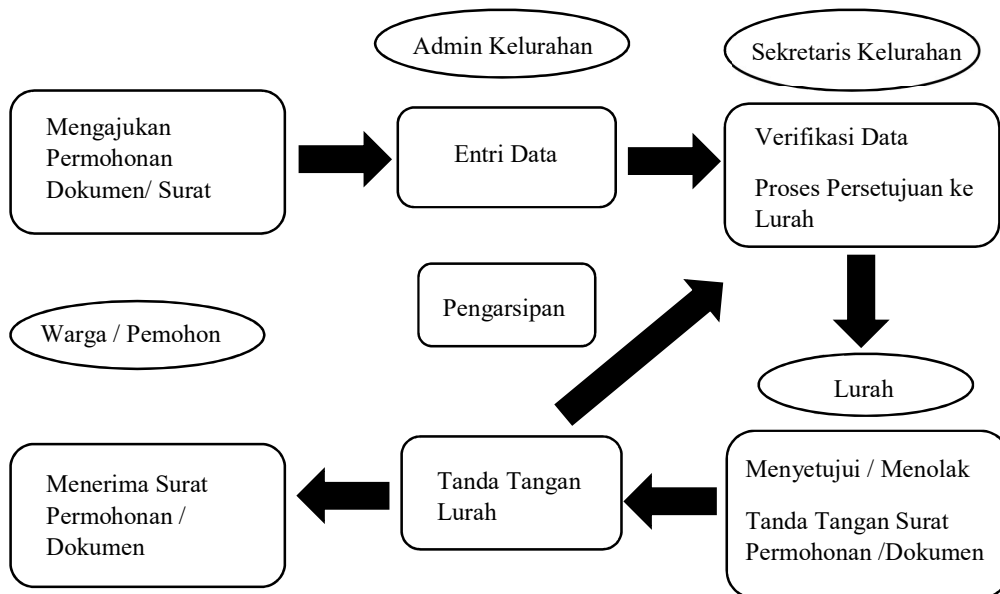 Admin Kelurahan
Sekretaris Kelurahan
Mengajukan
Permohonan
Dokumen/ Surat
Entri Data
Verifikasi Data
Proses Persetujuan ke
Lurah
Pengarsipan
Warga / Pemohon
Lurah
Menerima Surat
Permohonan /
Dokumen
Tanda Tangan
Lurah
Menyetujui / Menolak
Tanda Tangan Surat
Permohonan /Dokumen